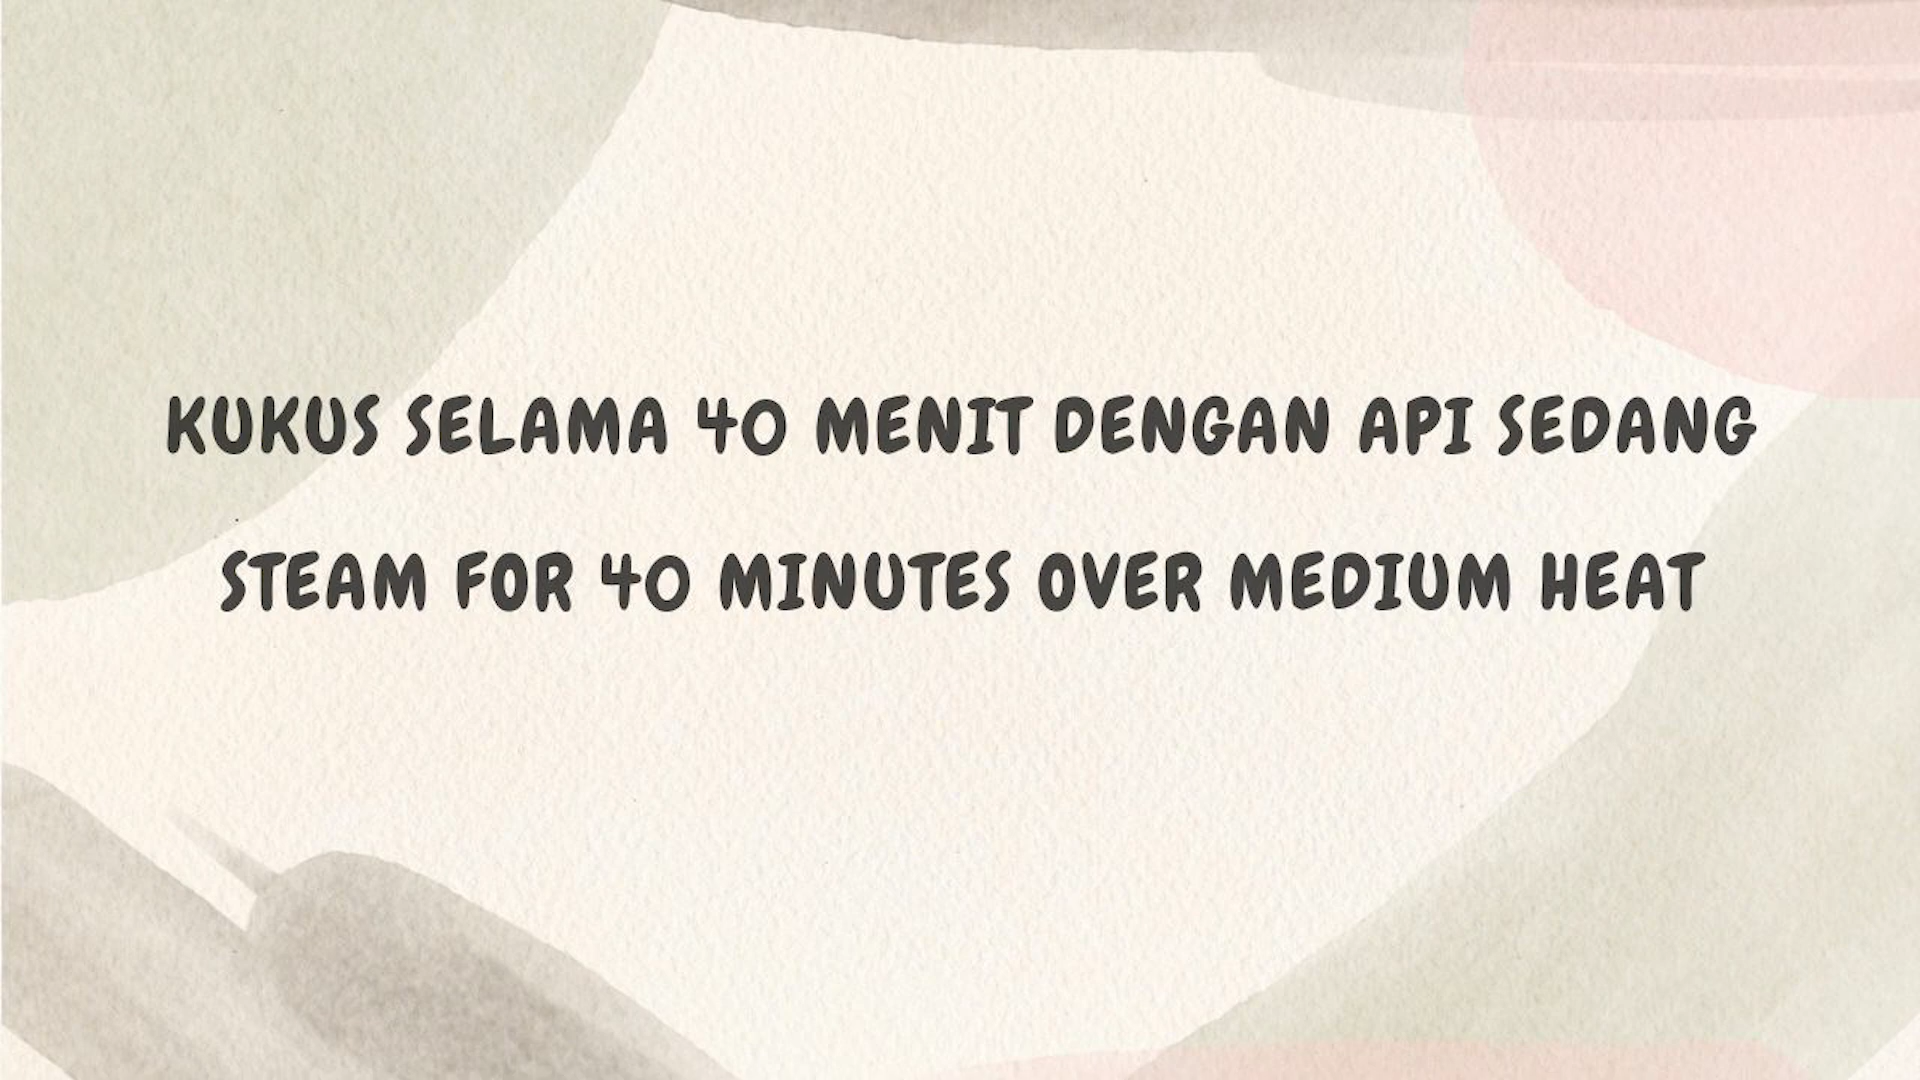 KUKUS SELAMA 40 MENIT DENGAN API SEDANG
STEAM FOR 40 MINUTES OVER MEDIUM HEAT